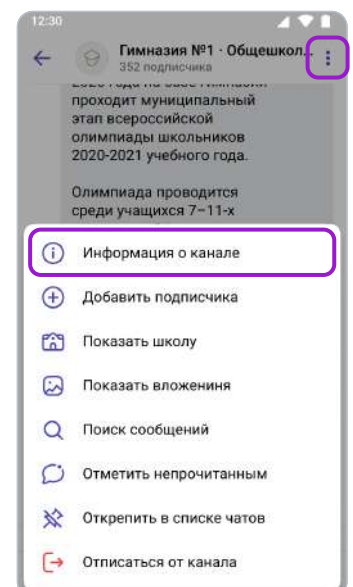 12:30
Гимназия №1 · Общешкол...
352 подписчика
проходит муниципальный
этап всероссийской
олимпиады школьников
2020-2021 учебного года.
Олимпиада проводится
среди учащихся 7–11-х
Информация о канале
Добавить подписчика
Показать школу
Показать вложениня
Поиск сообщений
Отметить непрочитанным
Открепить в списке чатов
Отписаться от канала